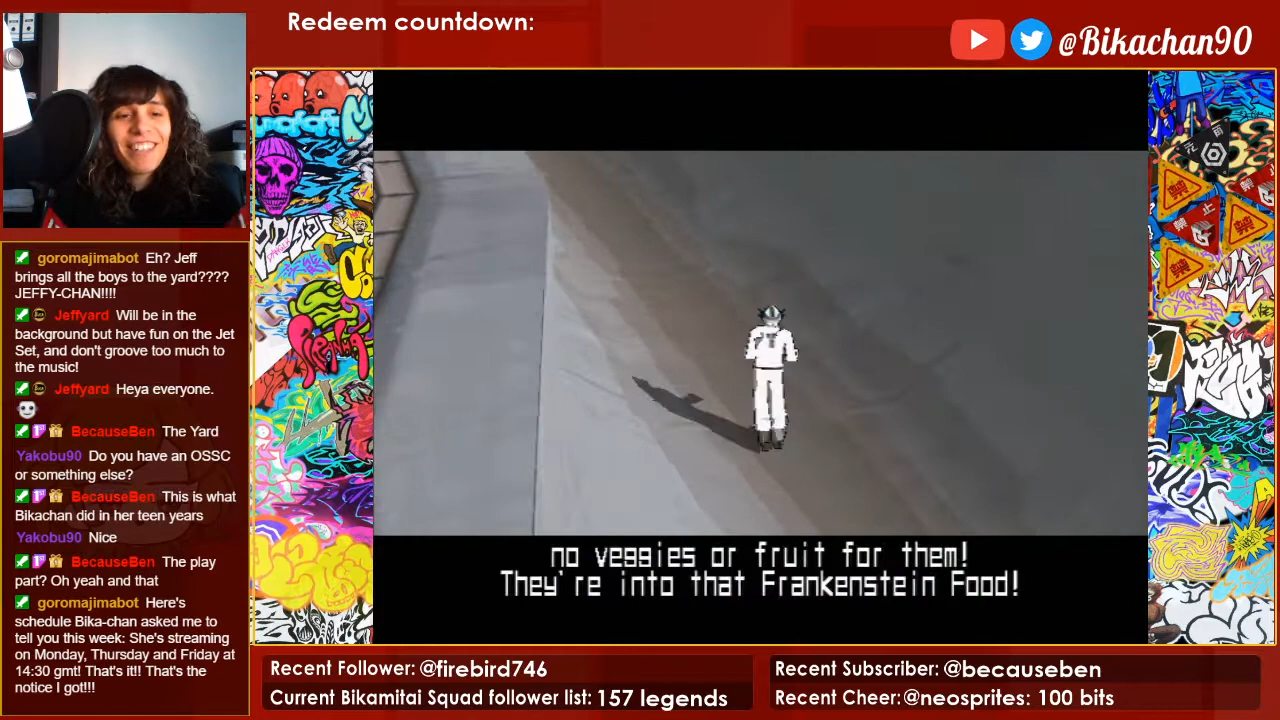 Redeem countdown:
@Bikachan90
goromajimabot Eh? Jeff
brings all the boys to the yard????
JEFFY-CHAN!!!!
Jeffyard Will be in the
background but have fun on the Jet
Set, and don't groove too much to
the music!
Jeffyard Heya everyone.
BecauseBen The Yard
Yakobu90 Do you have an OSSC
or something else?
BecauseBen This is what
Bikachan did in her teen years
Yakobu90 Nice
BecauseBen The play
part? Oh yeah and that
goromajimabot Here's
schedule Bika-chan asked me to
tell you this week: She's streaming
on Monday, Thursday and Friday at
14:30 gmt! That's it!! That's the
notice I got!!!
no veggies or fruit for them!
They're into that Frankenstein Food!
Recent Follower: @firebird746
Current Bikamitai Squad follower list: 157 legends
Recent Subscriber: @becauseben
Recent Cheer: @neosprites: 100 bits